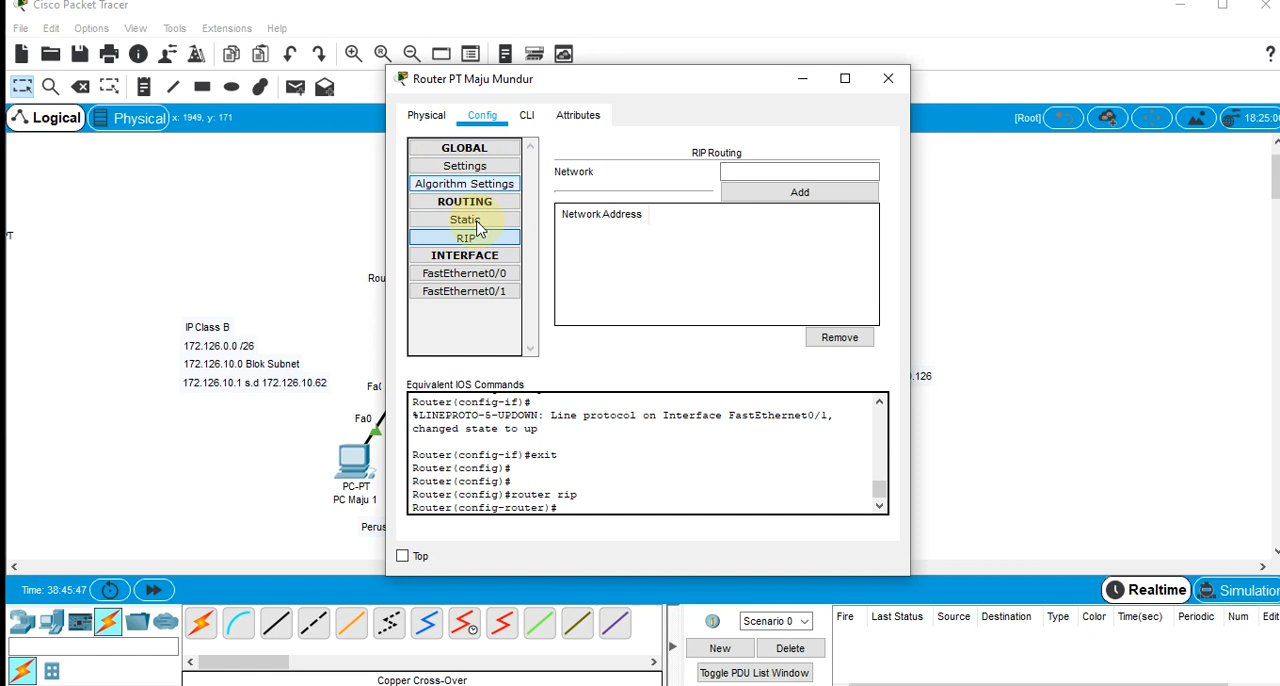 Cisco Packet Tracer
File Edit Options View Tools Extensions Help
Logical Physical x: 1949, y: 171
[Root] 18:25:00
Router PT Maju Mundur
Physical Config CLI Attributes
GLOBAL
Settings
Algorithm Settings
ROUTING
Static
RIP
INTERFACE
FastEthernet0/0
FastEthernet0/1
RIP Routing
Network
Add
Network Address
Remove
Equivalent IOS Commands
Router(config-if)#
%LINEPROTO-5-UPDOWN: Line protocol on Interface FastEthernet0/1,
changed state to up
Router(config-if)#exit
Router(config)#
Router(config)#
Router(config)#router rip
Router(config-router)#
Top
Rou
IP Class B
172.126.0.0 /26
172.126.10.0 Blok Subnet
172.126.10.1 s.d 172.126.10.62
Fa0
PC-PT
PC Maju 1
Perus
.126
Time: 38:45:47
Realtime Simulation
Scenario 0
New Delete
Toggle PDU List Window
Fire Last Status Source Destination Type Color Time(sec) Periodic Num Edit
Copper Cross-Over